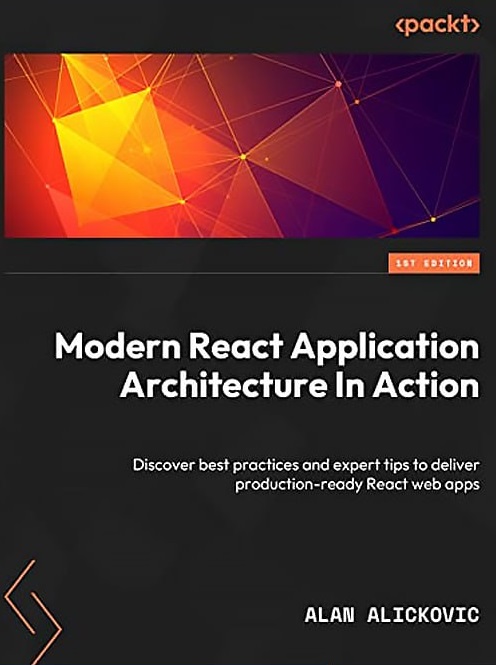 <packt>
1ST EDITION
Modern React Application
Architecture In Action
Discover best practices and expert tips to deliver
production-ready React web apps
ALAN ALICKOVIC